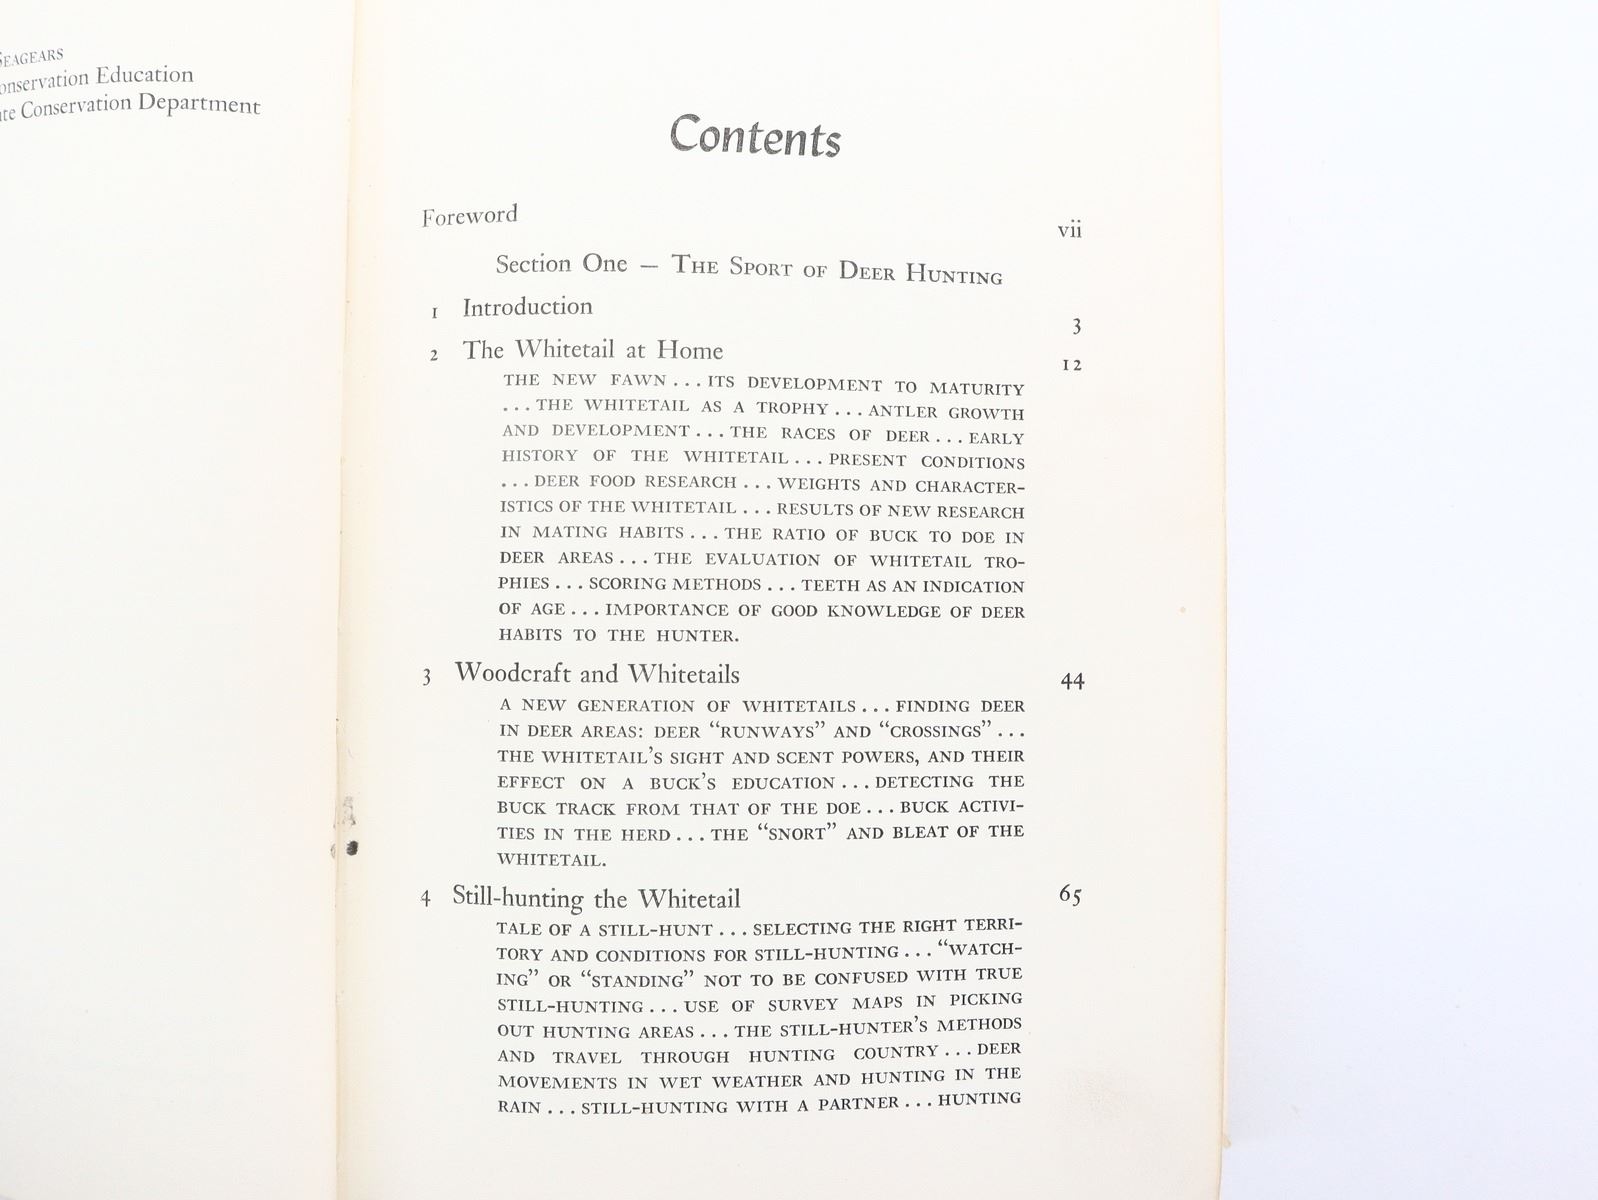 SEAGEARS
onservation Education
ate Conservation Department
Contents
Foreword vii
Section One — THE SPORT OF DEER HUNTING
1 Introduction 3
2 The Whitetail at Home 12
THE NEW FAWN . . . ITS DEVELOPMENT TO MATURITY
. . . THE WHITETAIL AS A TROPHY . . . ANTLER GROWTH
AND DEVELOPMENT . . . THE RACES OF DEER . . . EARLY
HISTORY OF THE WHITETAIL . . . PRESENT CONDITIONS
. . . DEER FOOD RESEARCH . . . WEIGHTS AND CHARACTER-
ISTICS OF THE WHITETAIL . . . RESULTS OF NEW RESEARCH
IN MATING HABITS . . . THE RATIO OF BUCK TO DOE IN
DEER AREAS . . . THE EVALUATION OF WHITETAIL TRO-
PHIES . . . SCORING METHODS . . . TEETH AS AN INDICATION
OF AGE . . . IMPORTANCE OF GOOD KNOWLEDGE OF DEER
HABITS TO THE HUNTER.
3 Woodcraft and Whitetails 44
A NEW GENERATION OF WHITETAILS . . . FINDING DEER
IN DEER AREAS: DEER “RUNWAYS” AND “CROSSINGS” . . .
THE WHITETAIL’S SIGHT AND SCENT POWERS, AND THEIR
EFFECT ON A BUCK’S EDUCATION . . . DETECTING THE
BUCK TRACK FROM THAT OF THE DOE . . . BUCK ACTIVI-
TIES IN THE HERD . . . THE “SNORT” AND BLEAT OF THE
WHITETAIL.
4 Still-hunting the Whitetail 65
TALE OF A STILL-HUNT . . . SELECTING THE RIGHT TERRI-
TORY AND CONDITIONS FOR STILL-HUNTING . . . “WATCH-
ING” OR “STANDING” NOT TO BE CONFUSED WITH TRUE
STILL-HUNTING . . . USE OF SURVEY MAPS IN PICKING
OUT HUNTING AREAS . . . THE STILL-HUNTER’S METHODS
AND TRAVEL THROUGH HUNTING COUNTRY . . . DEER
MOVEMENTS IN WET WEATHER AND HUNTING IN THE
RAIN . . . STILL-HUNTING WITH A PARTNER . . . HUNTING